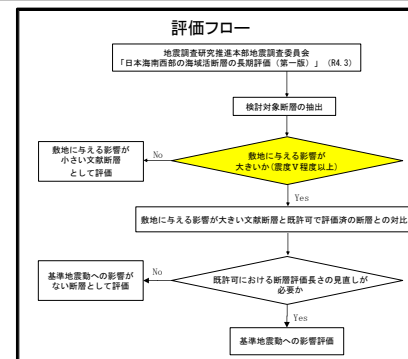 評価フロー
地震調査研究推進本部地震調査委員会
「日本海南西部の海域活断層の長期評価（第一版）」（R4.3）
検討対象断層の抽出
敷地に与える影響が
大きいか（震度Ⅴ程度以上）
No
敷地に与える影響が
小さい文献断層
として評価
Yes
敷地に与える影響が大きい文献断層と既許可で評価済の断層との対比
既許可における断層評価長さの見直しが
必要か
No
基準地震動への影響が
ない断層として評価
Yes
基準地震動への影響評価